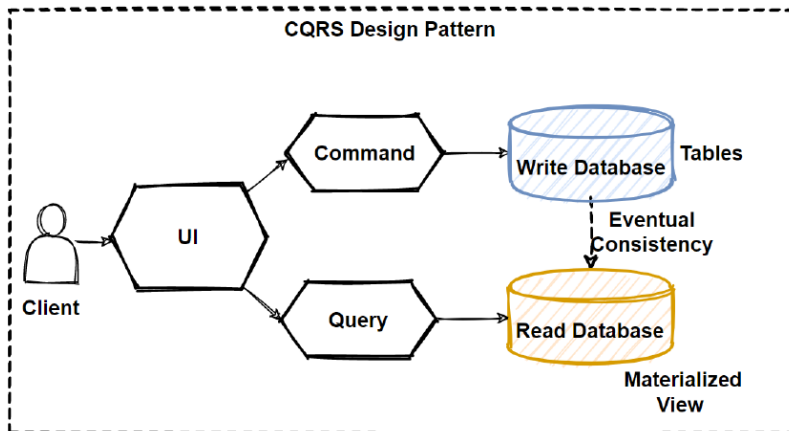 CQRS Design Pattern
Command
Write Database
Tables
UI
Eventual
Consistency
Client
Query
Read Database
Materialized
View